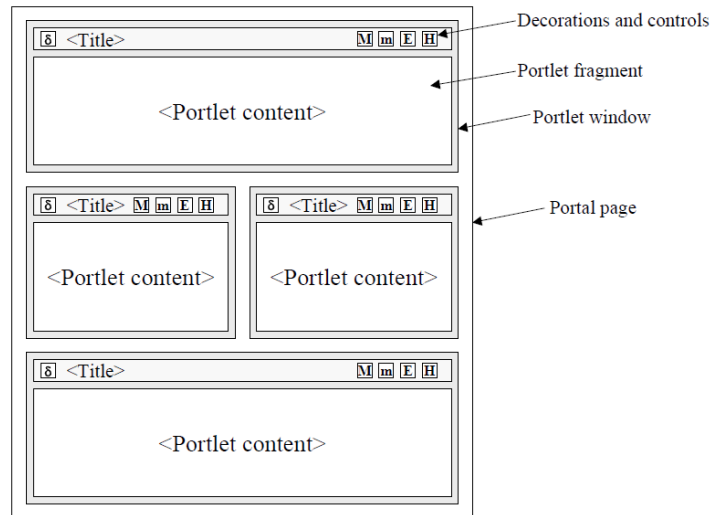 Decorations and controls
δ <Title> M m E H
Portlet fragment
<Portlet content>
Portlet window
δ <Title> M m E H
δ <Title> M m E H
Portal page
<Portlet content>
<Portlet content>
δ <Title> M m E H
<Portlet content>